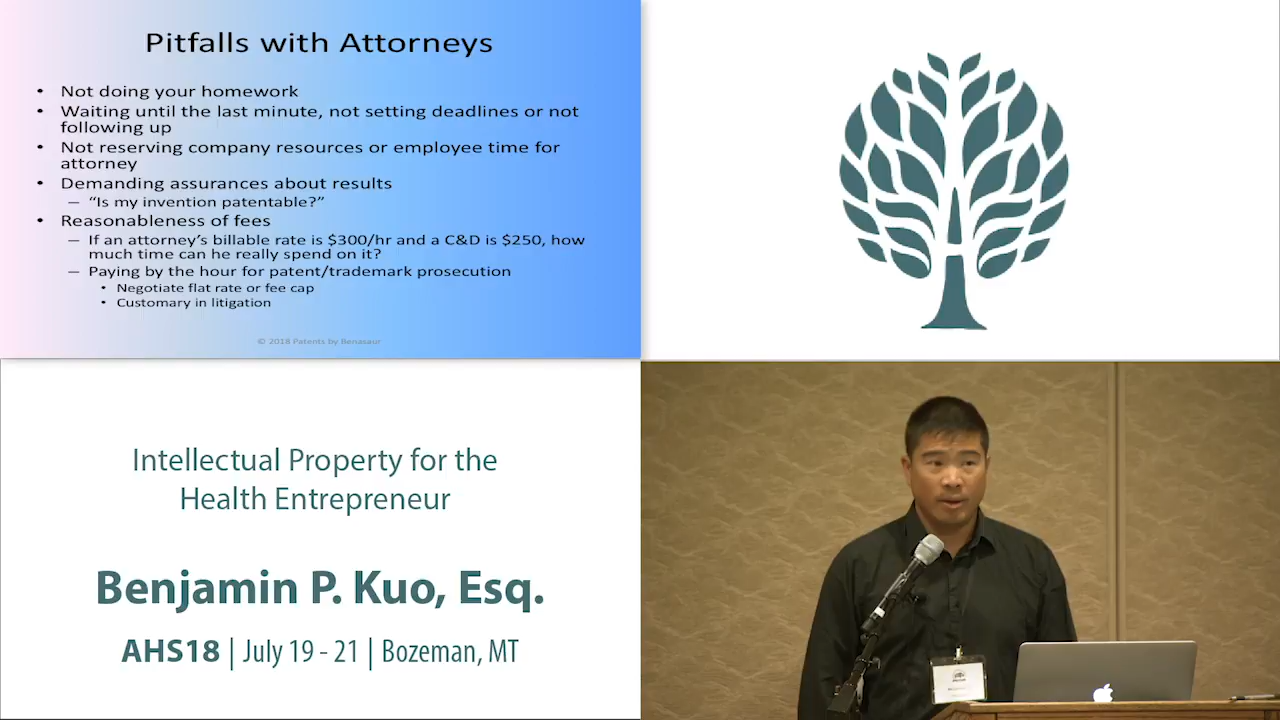 Pitfalls with Attorneys
• Not doing your homework
• Waiting until the last minute, not setting deadlines or not
following up
• Not reserving company resources or employee time for
attorney
• Demanding assurances about results
– “Is my invention patentable?”
• Reasonableness of fees
– If an attorney’s billable rate is $300/hr and a C&D is $250, how
much time can he really spend on it?
– Paying by the hour for patent/trademark prosecution
• Negotiate flat rate or fee cap
• Customary in litigation
© 2018 Patents by Benasaur
Intellectual Property for the
Health Entrepreneur
Benjamin P. Kuo, Esq.
AHS18 | July 19 - 21 | Bozeman, MT